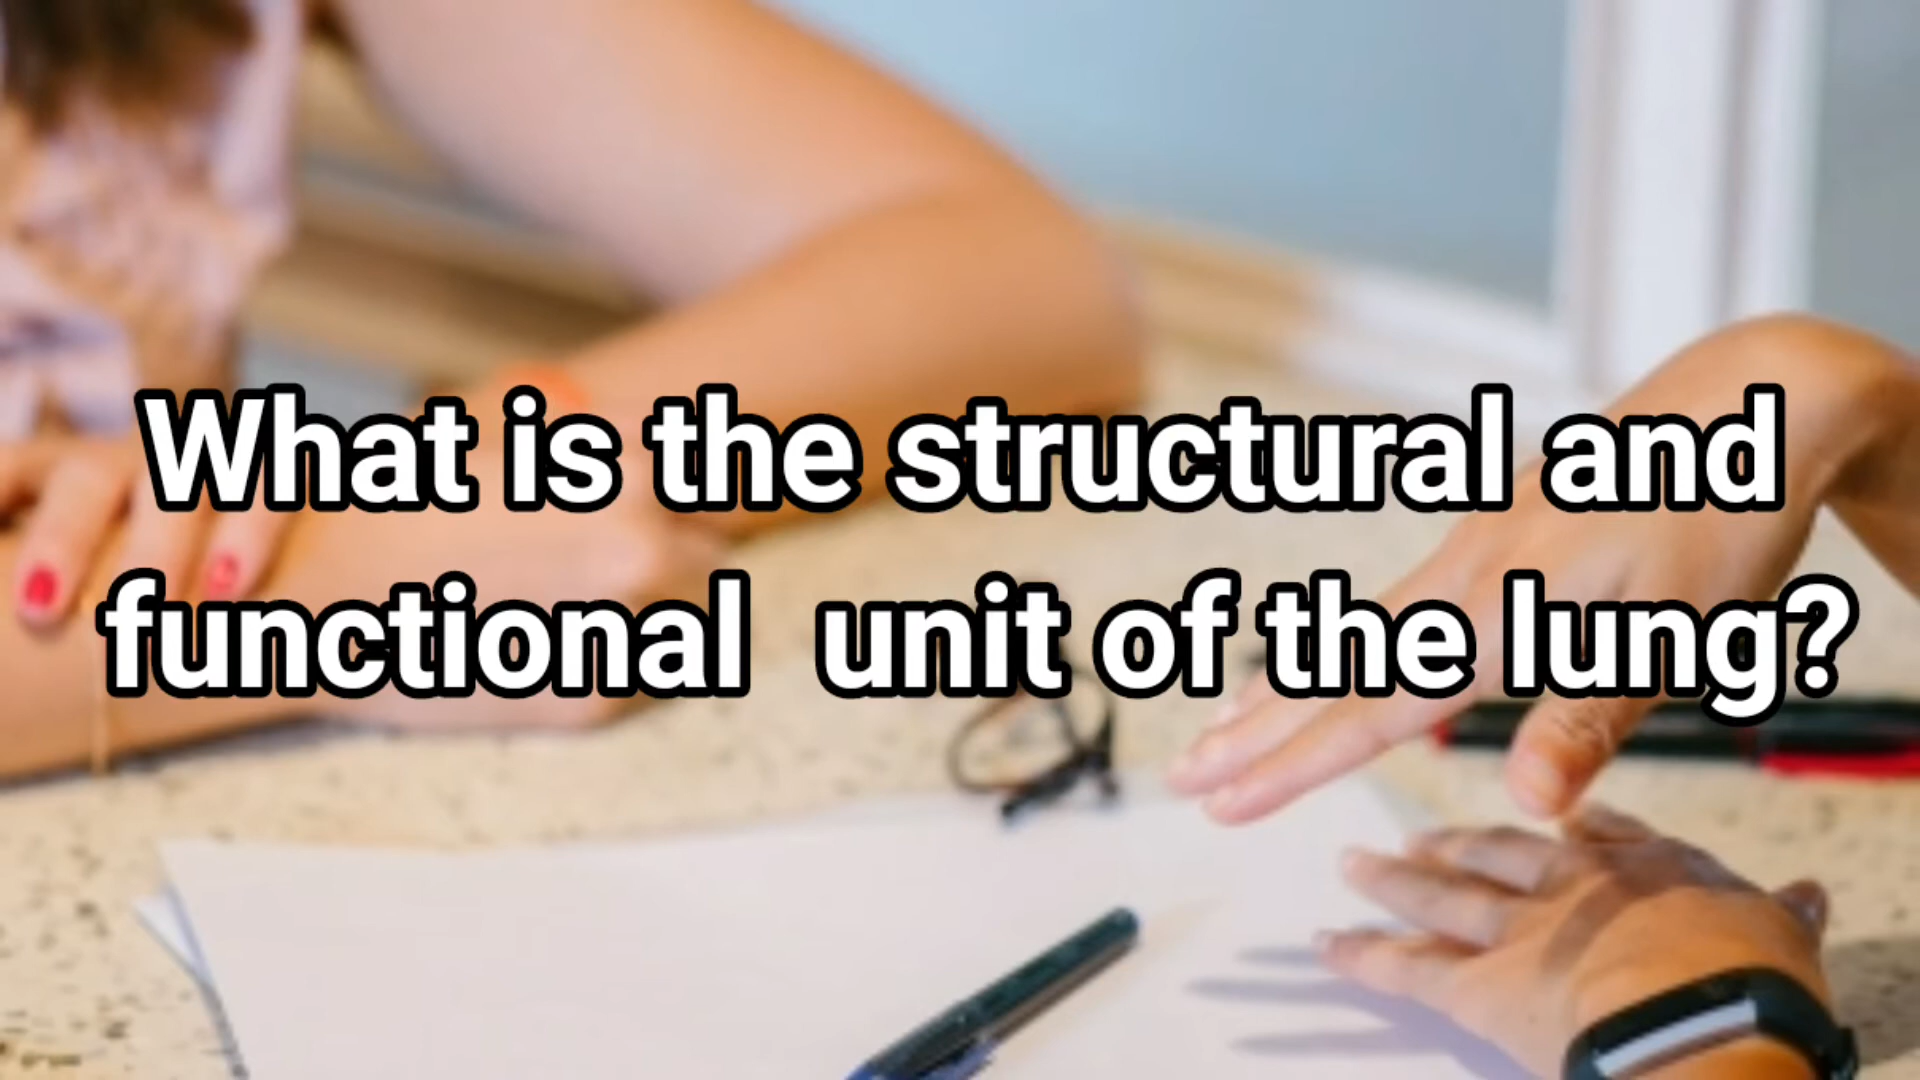 What is the structural and
functional  unit of the lung?